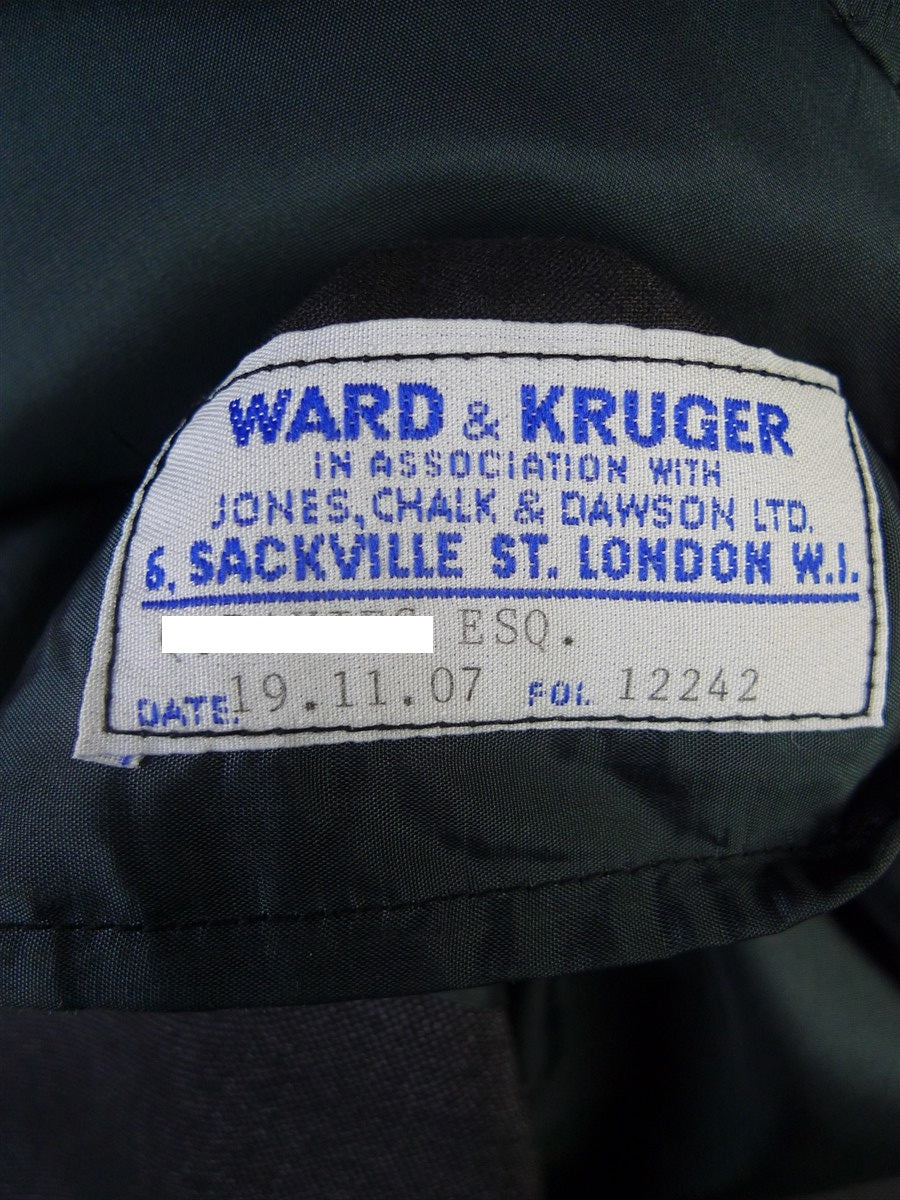 WARD & KRUGER
IN ASSOCIATION WITH
JONES, CHALK & DAWSON LTD.
6, SACKVILLE ST. LONDON W.I.
ESQ.
DATE. 19.11.07 FOL. 12242